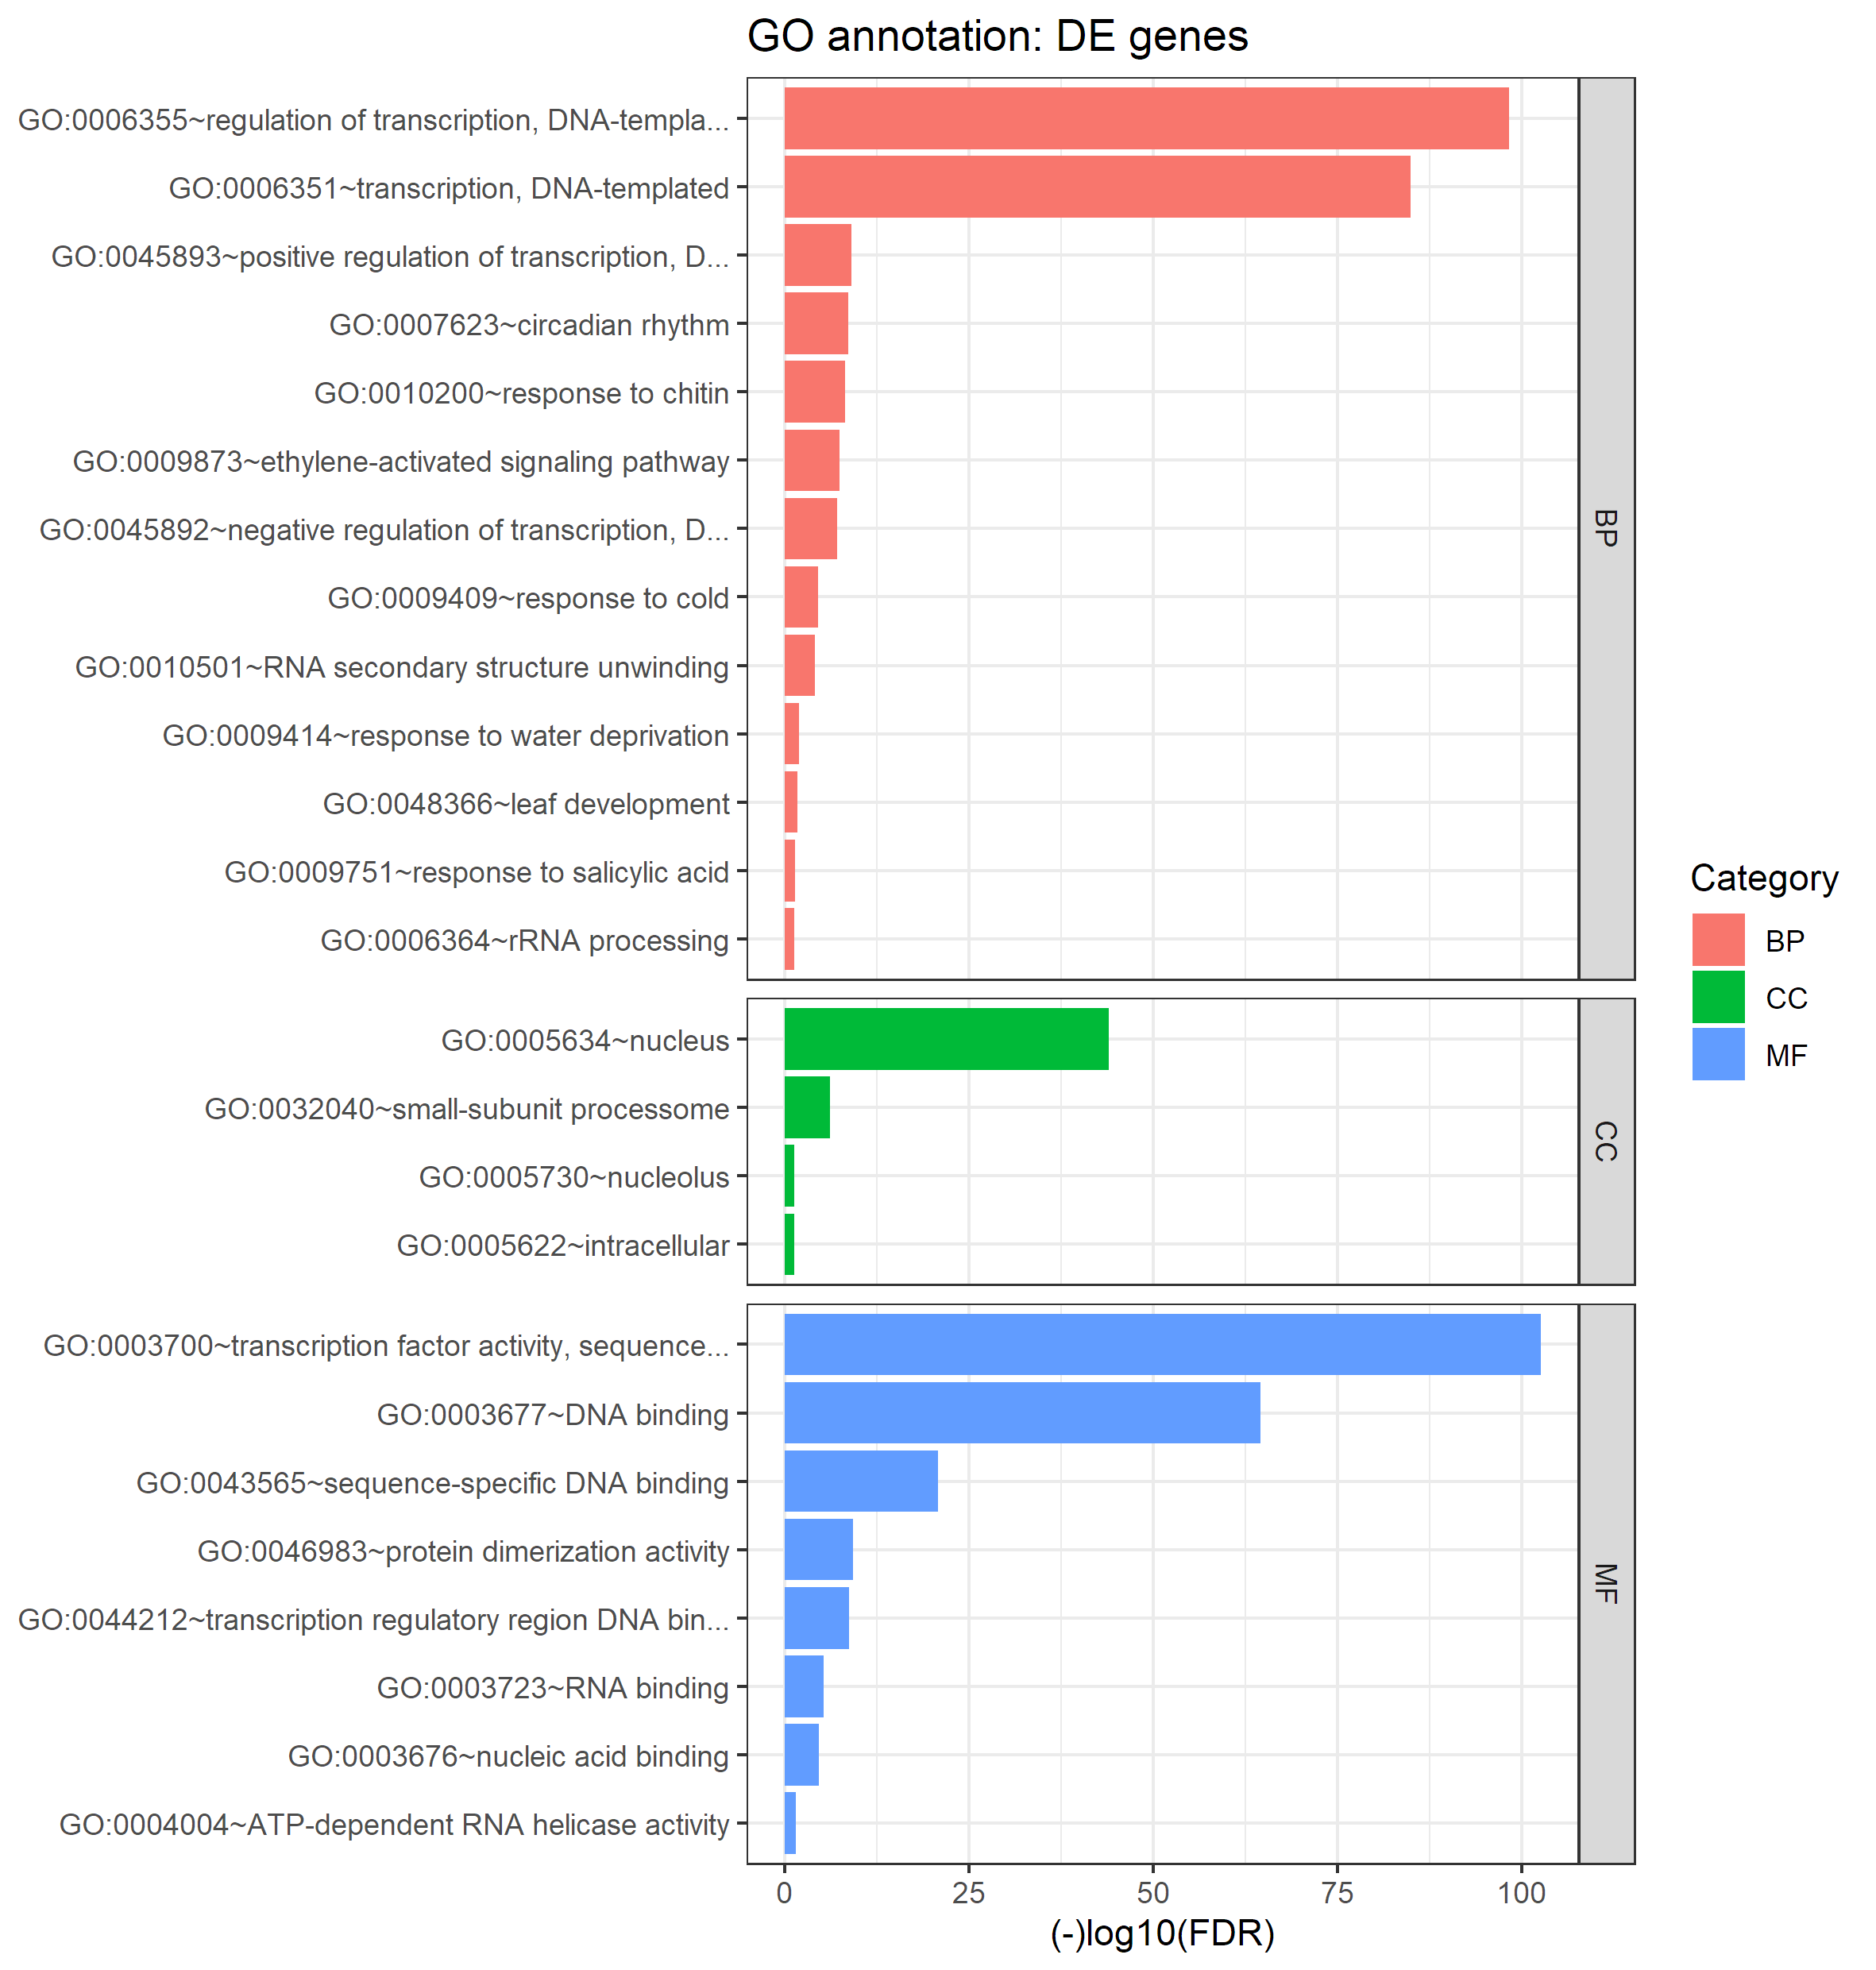 GO annotation: DE genes
GO:0006355~regulation of transcription, DNA-templa...
GO:0006351~transcription, DNA-templated
GO:0045893~positive regulation of transcription, D...
GO:0007623~circadian rhythm
GO:0010200~response to chitin
GO:0009873~ethylene-activated signaling pathway
GO:0045892~negative regulation of transcription, D...
GO:0009409~response to cold
GO:0010501~RNA secondary structure unwinding
GO:0009414~response to water deprivation
GO:0048366~leaf development
GO:0009751~response to salicylic acid
GO:0006364~rRNA processing
BP
GO:0005634~nucleus
GO:0032040~small-subunit processome
GO:0005730~nucleolus
GO:0005622~intracellular
CC
GO:0003700~transcription factor activity, sequence...
GO:0003677~DNA binding
GO:0043565~sequence-specific DNA binding
GO:0046983~protein dimerization activity
GO:0044212~transcription regulatory region DNA bin...
GO:0003723~RNA binding
GO:0003676~nucleic acid binding
GO:0004004~ATP-dependent RNA helicase activity
MF
0 25 50 75 100
(-)log10(FDR)
Category
BP
CC
MF